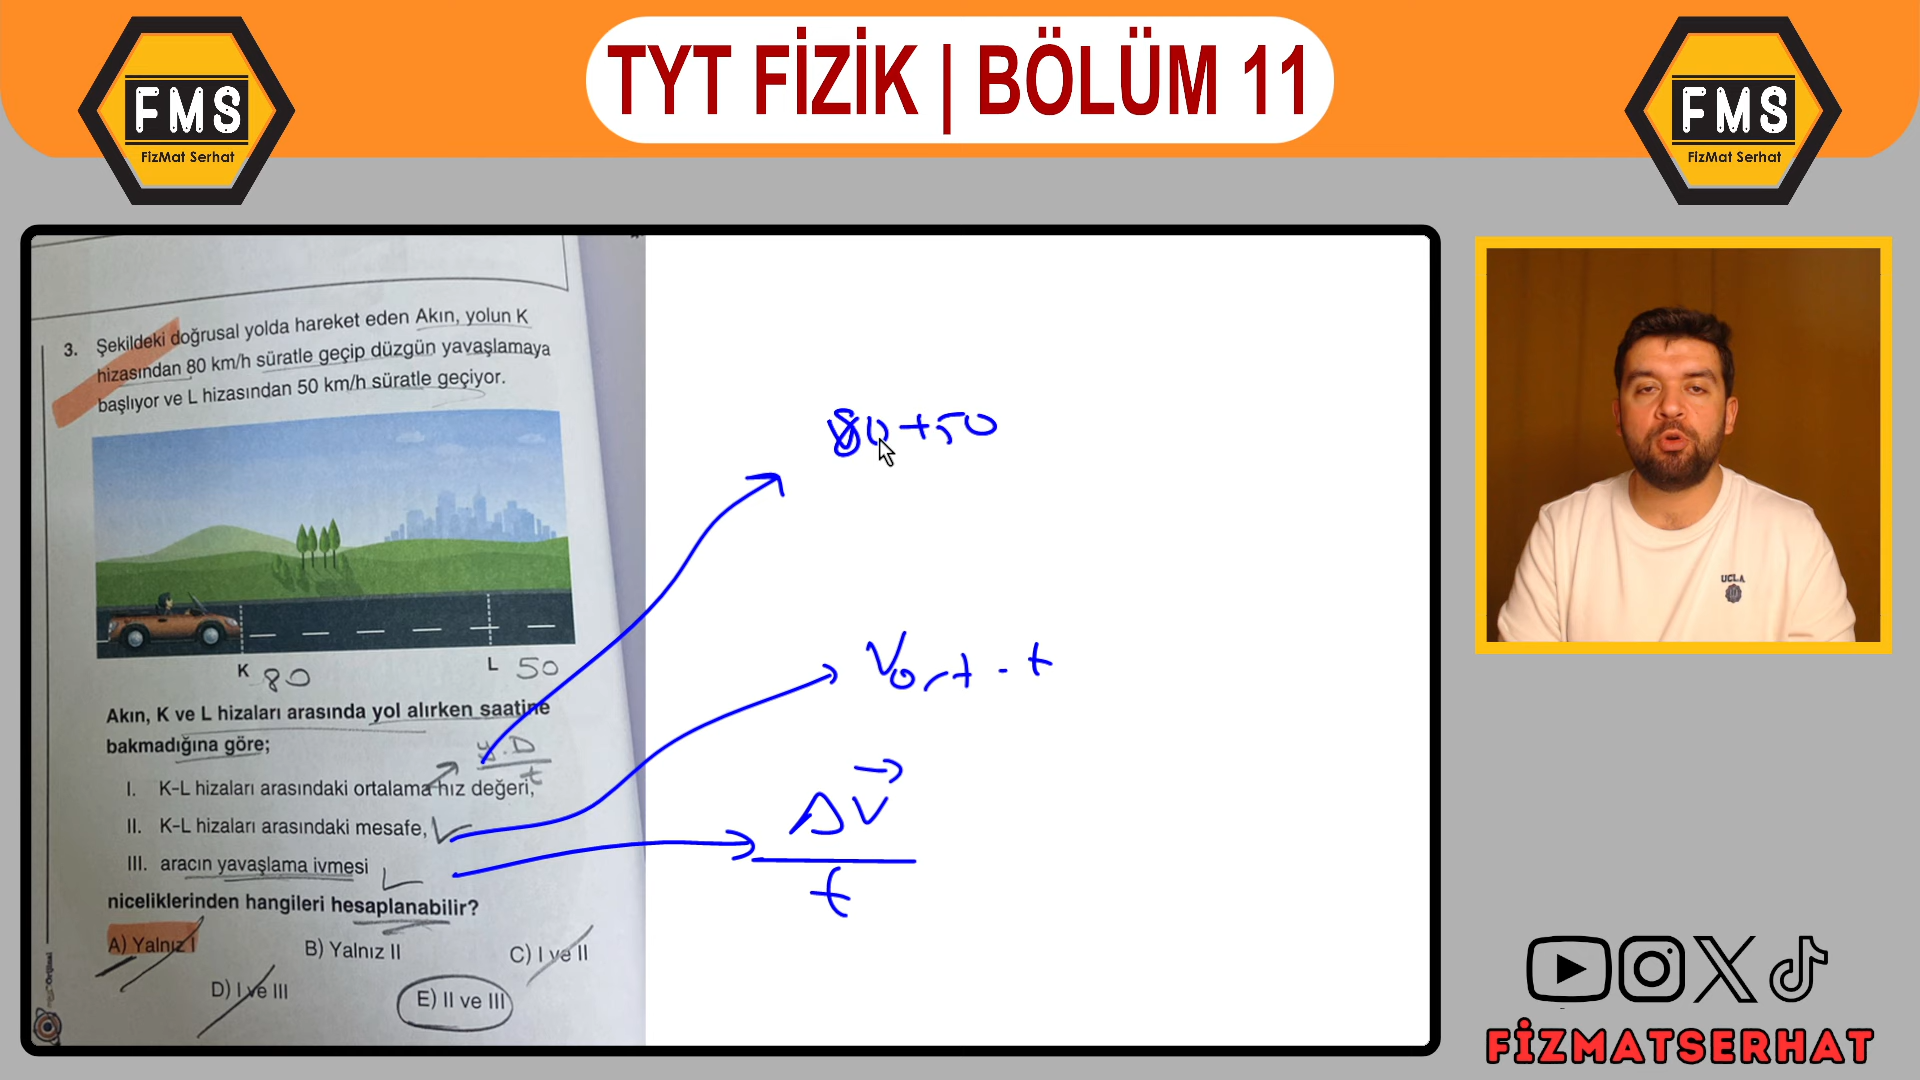 TYT FİZİK | BÖLÜM 11
FMS
FizMat Serhat
FMS
FizMat Serhat
3. Şekildeki doğrusal yolda hareket eden Akın, yolun K
hizasından 80 km/h süratle geçip düzgün yavaşlamaya
başlıyor ve L hizasından 50 km/h süratle geçiyor.
K 80
L 50
Akın, K ve L hizaları arasında yol alırken saatine
bakmadığına göre;
y.D
t
I. K-L hizaları arasındaki ortalama hız değeri,
II. K-L hizaları arasındaki mesafe,
III. aracın yavaşlama ivmesi
niceliklerinden hangileri hesaplanabilir?
A) Yalnız I
B) Yalnız II
C) I ve II
D) I ve III
E) II ve III
Orijinal
80+50
Vort . t
ΔV
t
UCLA
FİZMATSERHAT